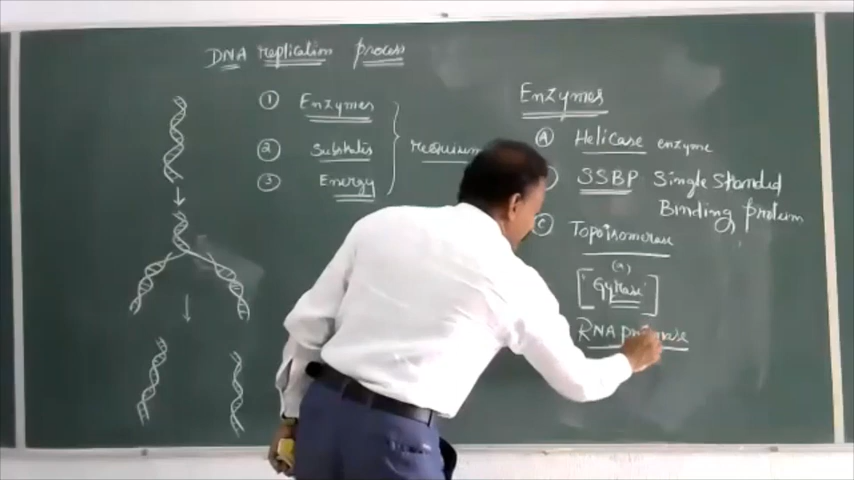 DNA replication process
① Enzymes
② Substrates
③ Energy
Enzymes
Ⓐ Helicase enzyme
SSBP Single Standed
Binding protein
Ⓒ Topoisomerase
(or)
['Gyrase']
RNA